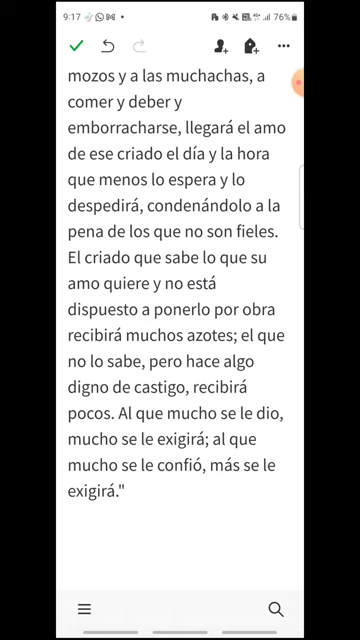 9:17
76%
mozos y a las muchachas, a
comer y deber y
emborracharse, llegará el amo
de ese criado el día y la hora
que menos lo espera y lo
despedirá, condenándolo a la
pena de los que no son fieles.
El criado que sabe lo que su
amo quiere y no está
dispuesto a ponerlo por obra
recibirá muchos azotes; el que
no lo sabe, pero hace algo
digno de castigo, recibirá
pocos. Al que mucho se le dio,
mucho se le exigirá; al que
mucho se le confió, más se le
exigirá."